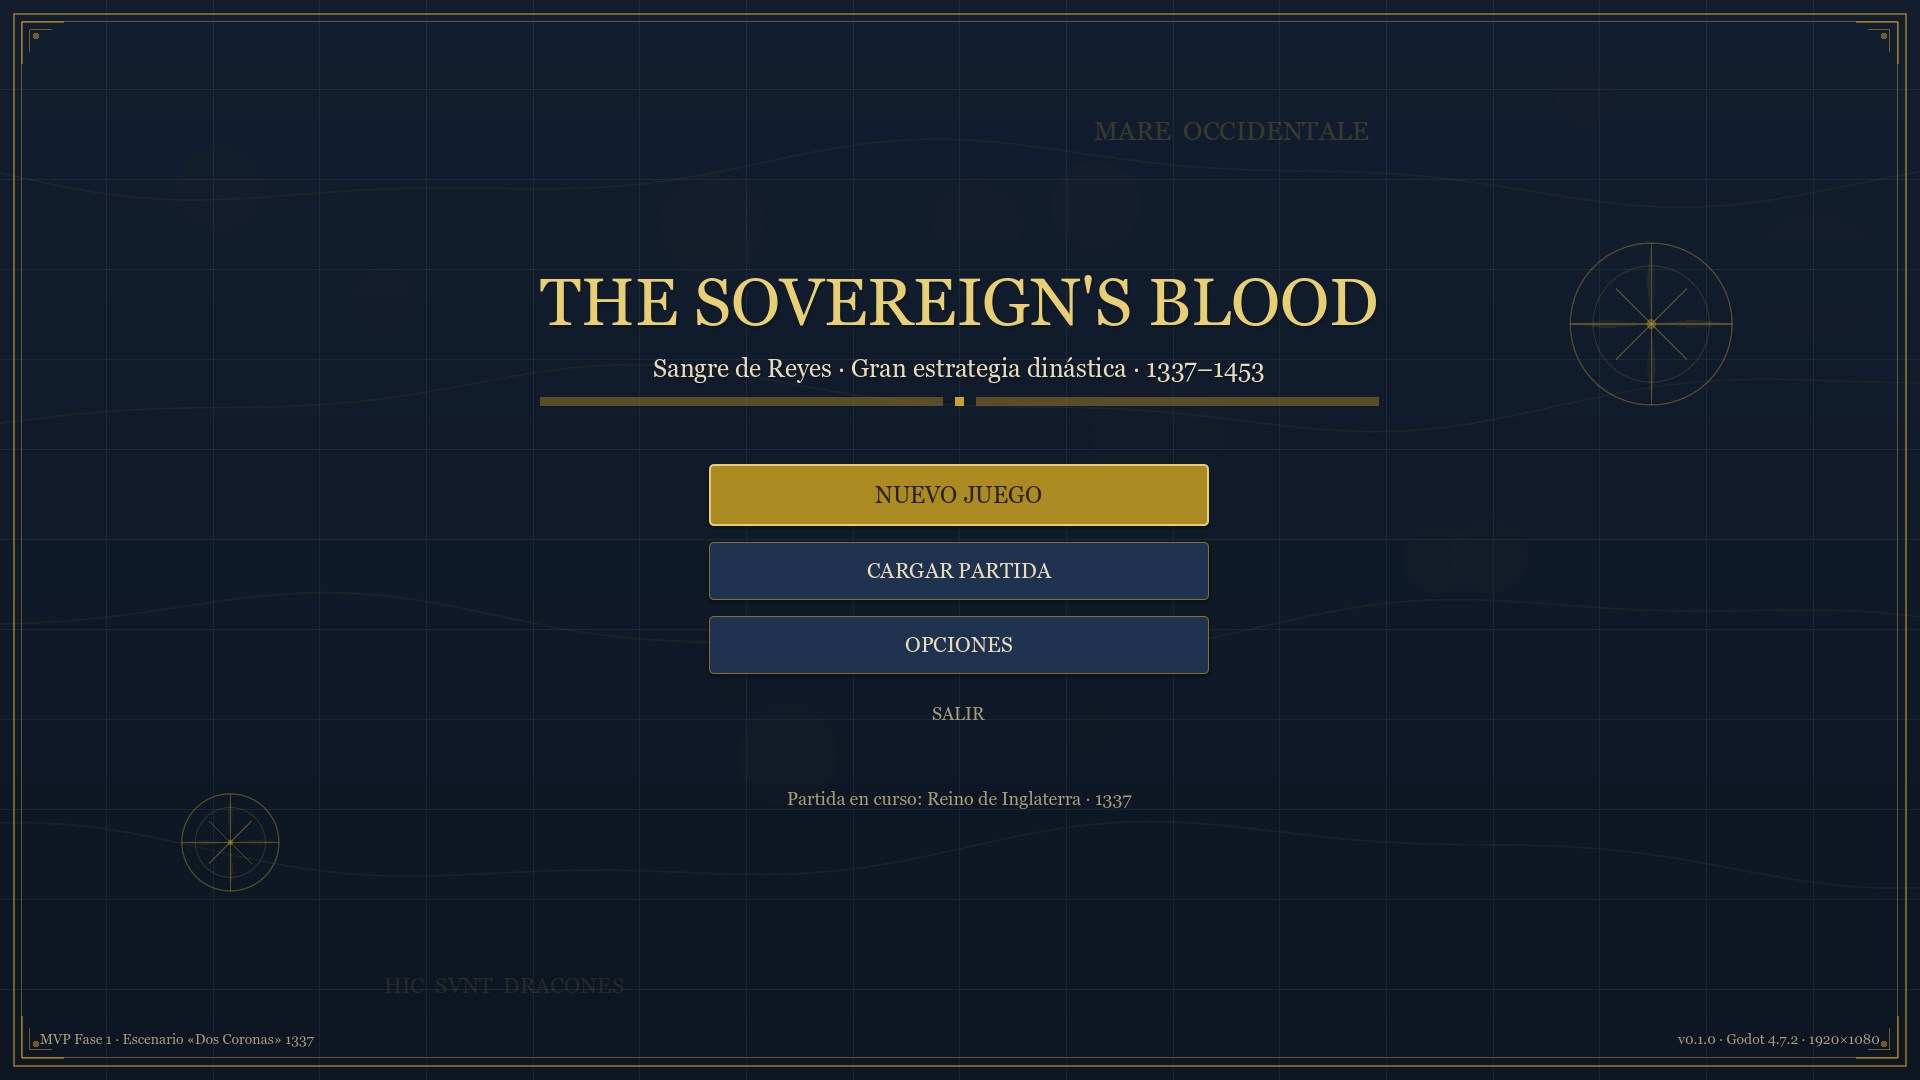 MARE OCCIDENTALE
THE SOVEREIGN'S BLOOD
Sangre de Reyes · Gran estrategia dinástica · 1337–1453
NUEVO JUEGO
CARGAR PARTIDA
OPCIONES
SALIR
Partida en curso: Reino de Inglaterra · 1337
HIC SVNT DRACONES
MVP Fase 1 · Escenario «Dos Coronas» 1337
v0.1.0 · Godot 4.7.2 · 1920×1080